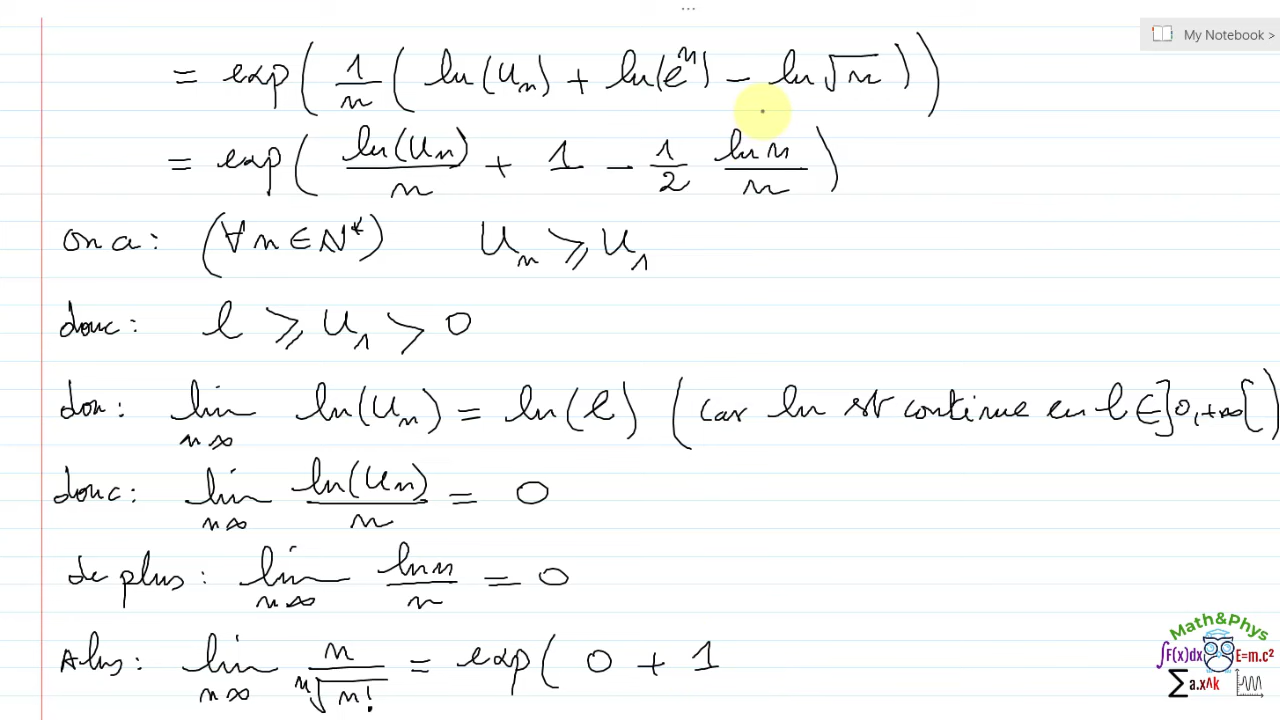 ...
My Notebook >
= exp( 1/n ( ln(Un) + ln(e^n) - ln√n ) )
= exp( ln(Un)/n + 1 - 1/2 ln n/n )
on a : (∀n∈N*) Un ⩾ U1
donc : l ⩾ U1 > 0
don : lim n∞ ln(Un) = ln(l) (car ln est continue en l ∈ ]0,+∞[)
donc : lim n∞ ln(Un)/n = 0
de plus : lim n∞ ln n/n = 0
Alors : lim n∞ n/ⁿ√n! = exp( 0 + 1
Math&Phys
∫F(x)dx E=m.c²
∑ a.x^k